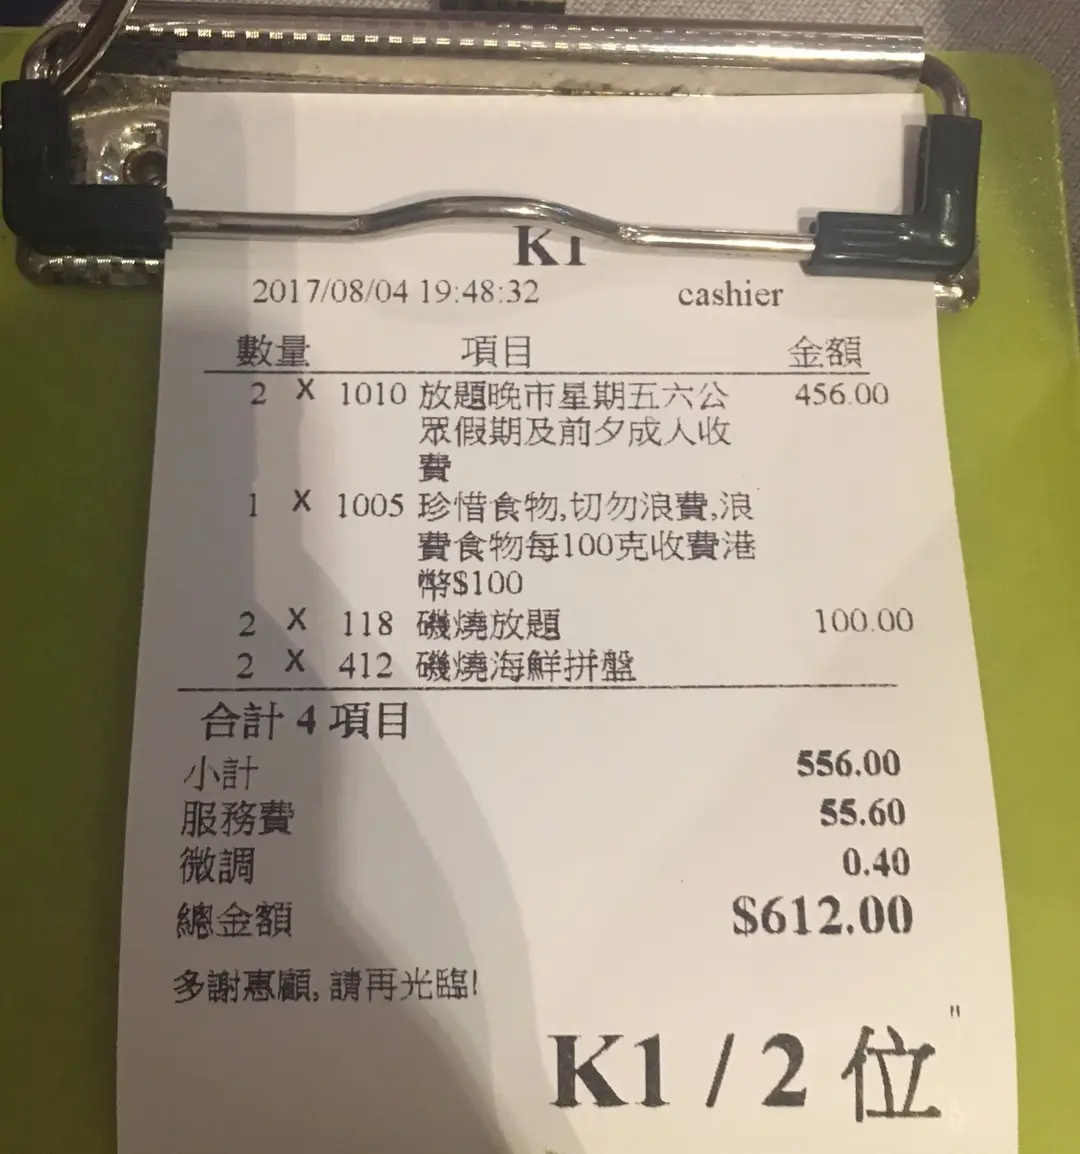 K1
2017/08/04 19:48:32 cashier
數量 項目 金額
2 X 1010 放題晚市星期五六公 456.00
眾假期及前夕成人收
費
1 X 1005 珍惜食物,切勿浪費,浪
費食物每100克收費港
幣$100
2 X 118 磯燒放題 100.00
2 X 412 磯燒海鮮拼盤
合計 4 項目
小計 556.00
服務費 55.60
微調 0.40
總金額 $612.00
多謝惠顧, 請再光臨!
"
K1 / 2 位